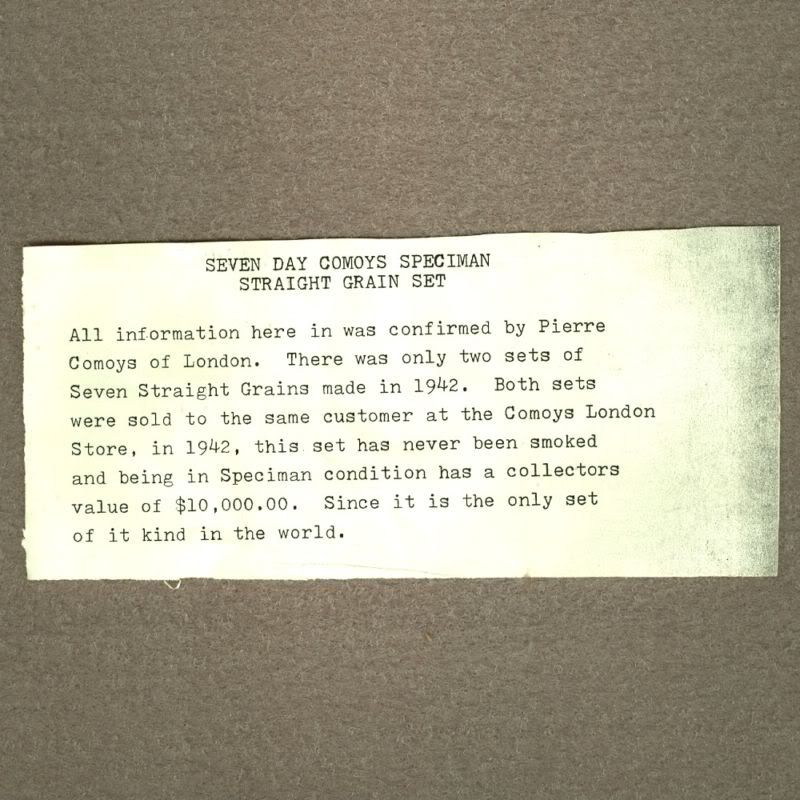 SEVEN DAY COMOYS SPECIMAN
STRAIGHT GRAIN SET
All information here in was confirmed by Pierre
Comoys of London. There was only two sets of
Seven Straight Grains made in 1942. Both sets
were sold to the same customer at the Comoys London
Store, in 1942, this set has never been smoked
and being in Speciman condition has a collectors
value of $10,000.00. Since it is the only set
of it kind in the world.